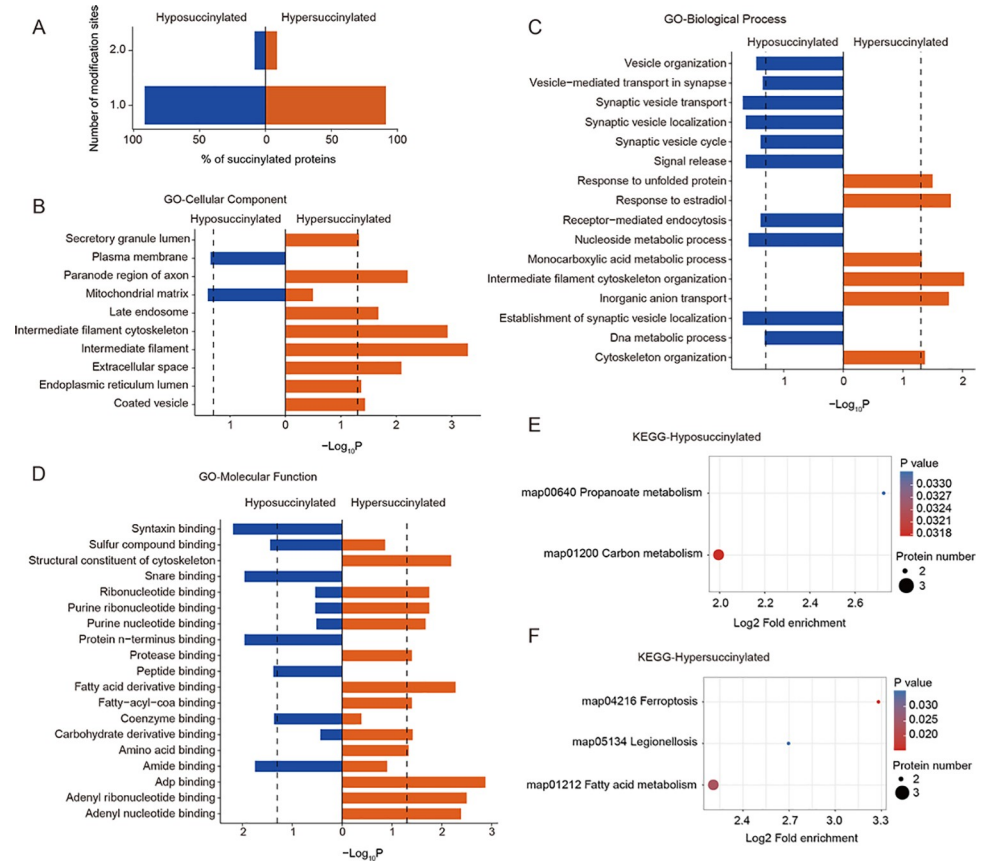 A
Hyposuccinylated Hypersuccinylated
Number of modification sites
2.0
1.0
100 50 0 50 100
% of succinylated proteins
B
GO-Cellular Component
Hyposuccinylated Hypersuccinylated
Secretory granule lumen
Plasma membrane
Paranode region of axon
Mitochondrial matrix
Late endosome
Intermediate filament cytoskeleton
Intermediate filament
Extracellular space
Endoplasmic reticulum lumen
Coated vesicle
1 0 1 2 3
−Log₁₀P
C
GO-Biological Process
Hyposuccinylated Hypersuccinylated
Vesicle organization
Vesicle−mediated transport in synapse
Synaptic vesicle transport
Synaptic vesicle localization
Synaptic vesicle cycle
Signal release
Response to unfolded protein
Response to estradiol
Receptor−mediated endocytosis
Nucleoside metabolic process
Monocarboxylic acid metabolic process
Intermediate filament cytoskeleton organization
Inorganic anion transport
Establishment of synaptic vesicle localization
Dna metabolic process
Cytoskeleton organization
1 0 1 2
−Log₁₀P
D
GO-Molecular Function
Hyposuccinylated Hypersuccinylated
Syntaxin binding
Sulfur compound binding
Structural constituent of cytoskeleton
Snare binding
Ribonucleotide binding
Purine ribonucleotide binding
Purine nucleotide binding
Protein n−terminus binding
Protease binding
Peptide binding
Fatty acid derivative binding
Fatty−acyl−coa binding
Coenzyme binding
Carbohydrate derivative binding
Amino acid binding
Amide binding
Adp binding
Adenyl ribonucleotide binding
Adenyl nucleotide binding
2 1 0 1 2 3
−Log₁₀P
E
KEGG-Hyposuccinylated
map00640 Propanoate metabolism
map01200 Carbon metabolism
2.0 2.2 2.4 2.6
Log2 Fold enrichment
P value
0.0330
0.0327
0.0324
0.0321
0.0318
Protein number
2
3
F
KEGG-Hypersuccinylated
map04216 Ferroptosis
map05134 Legionellosis
map01212 Fatty acid metabolism
2.4 2.7 3.0 3.3
Log2 Fold enrichment
P value
0.030
0.025
0.020
Protein number
2
3